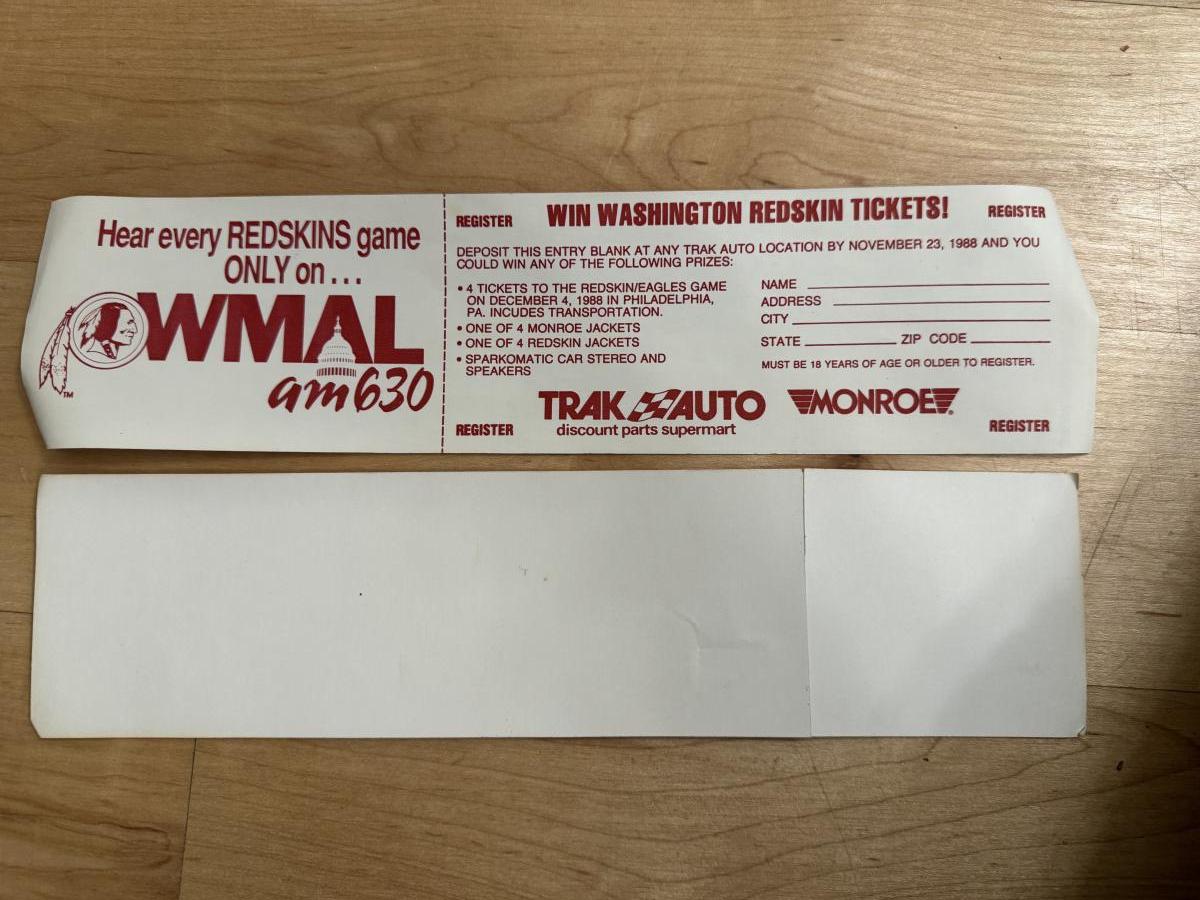 Hear every REDSKINS game
ONLY on...
WMAL
am630
TM
REGISTER
WIN WASHINGTON REDSKIN TICKETS!
REGISTER
DEPOSIT THIS ENTRY BLANK AT ANY TRAK AUTO LOCATION BY NOVEMBER 23, 1988 AND YOU
COULD WIN ANY OF THE FOLLOWING PRIZES:
• 4 TICKETS TO THE REDSKIN/EAGLES GAME
ON DECEMBER 4, 1988 IN PHILADELPHIA,
PA. INCUDES TRANSPORTATION.
• ONE OF 4 MONROE JACKETS
• ONE OF 4 REDSKIN JACKETS
• SPARKOMATIC CAR STEREO AND
SPEAKERS
NAME
ADDRESS
CITY
STATE ZIP CODE
MUST BE 18 YEARS OF AGE OR OLDER TO REGISTER.
TRAK AUTO
discount parts supermart
MONROE®
REGISTER
REGISTER